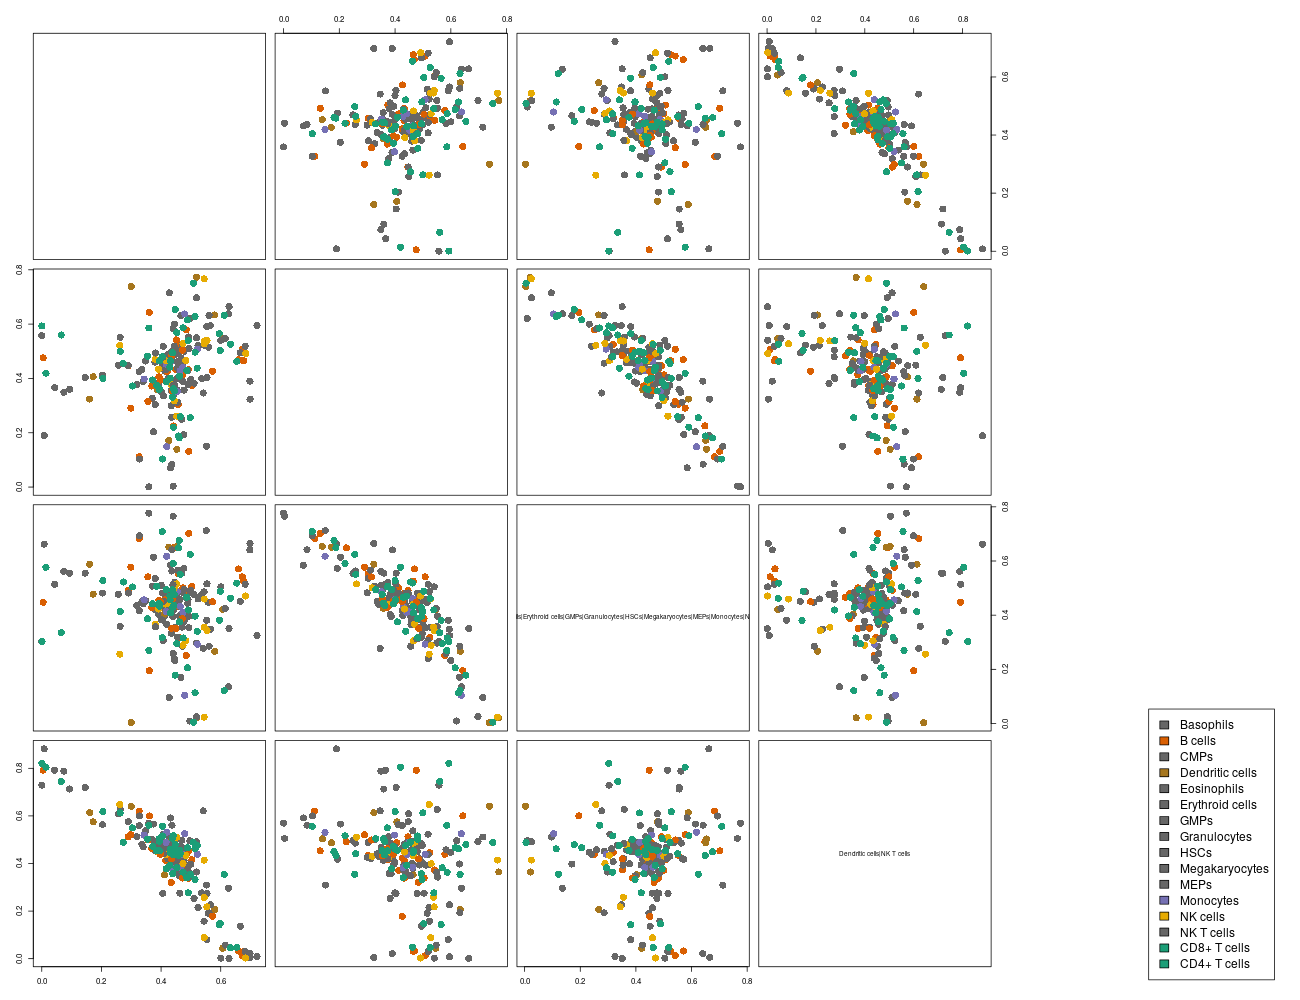 0.0 0.2 0.4 0.6 0.8
0.0 0.2 0.4 0.6 0.8
0.0 0.2 0.4 0.6
0.0 0.2 0.4 0.6 0.8
0.0 0.2 0.4 0.6 0.8
ls|Erythroid cells|GMPs|Granulocytes|HSCs|Megakaryocytes|MEPs|Monocytes|N
0.0 0.2 0.4 0.6 0.8
Dendritic cells|NK T cells
0.0 0.2 0.4 0.6
0.0 0.2 0.4 0.6 0.8
Basophils
B cells
CMPs
Dendritic cells
Eosinophils
Erythroid cells
GMPs
Granulocytes
HSCs
Megakaryocytes
MEPs
Monocytes
NK cells
NK T cells
CD8+ T cells
CD4+ T cells